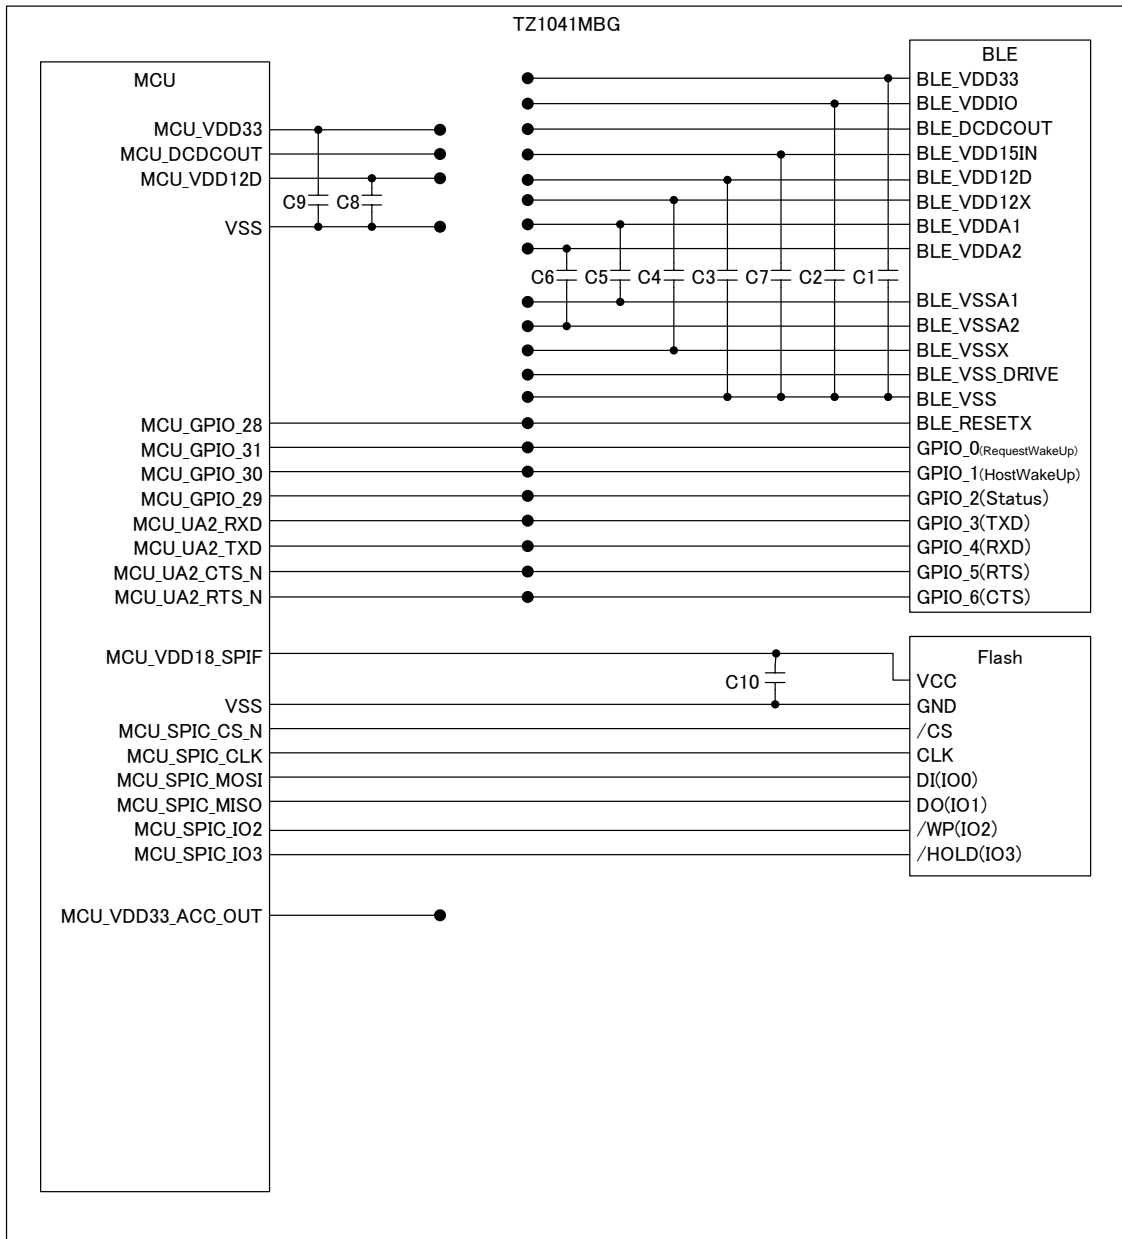 TZ1041MBG
MCU
MCU_VDD33
MCU_DCDCOUT
MCU_VDD12D
C9
C8
VSS
BLE
BLE_VDD33
BLE_VDDIO
BLE_DCDCOUT
BLE_VDD15IN
BLE_VDD12D
BLE_VDD12X
BLE_VDDA1
BLE_VDDA2
C6
C5
C4
C3
C7
C2
C1
BLE_VSSA1
BLE_VSSA2
BLE_VSSX
BLE_VSS_DRIVE
BLE_VSS
MCU_GPIO_28
BLE_RESETX
MCU_GPIO_31
GPIO_0(RequestWakeUp)
MCU_GPIO_30
GPIO_1(HostWakeUp)
MCU_GPIO_29
GPIO_2(Status)
MCU_UA2_RXD
GPIO_3(TXD)
MCU_UA2_TXD
GPIO_4(RXD)
MCU_UA2_CTS_N
GPIO_5(RTS)
MCU_UA2_RTS_N
GPIO_6(CTS)
MCU_VDD18_SPIF
Flash
C10
VCC
VSS
GND
MCU_SPIC_CS_N
/CS
MCU_SPIC_CLK
CLK
MCU_SPIC_MOSI
DI(IO0)
MCU_SPIC_MISO
DO(IO1)
MCU_SPIC_IO2
/WP(IO2)
MCU_SPIC_IO3
/HOLD(IO3)
MCU_VDD33_ACC_OUT